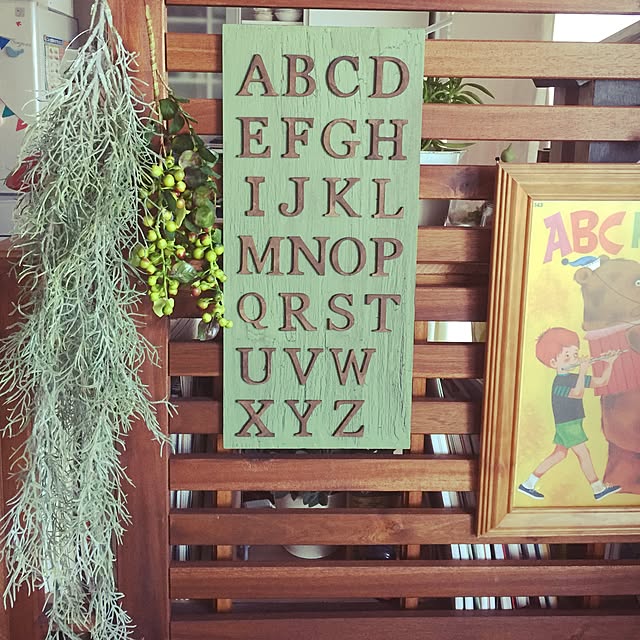 ABCD
EFGH
IJKL
MNOP
QRST
UVW
XYZ
ABC